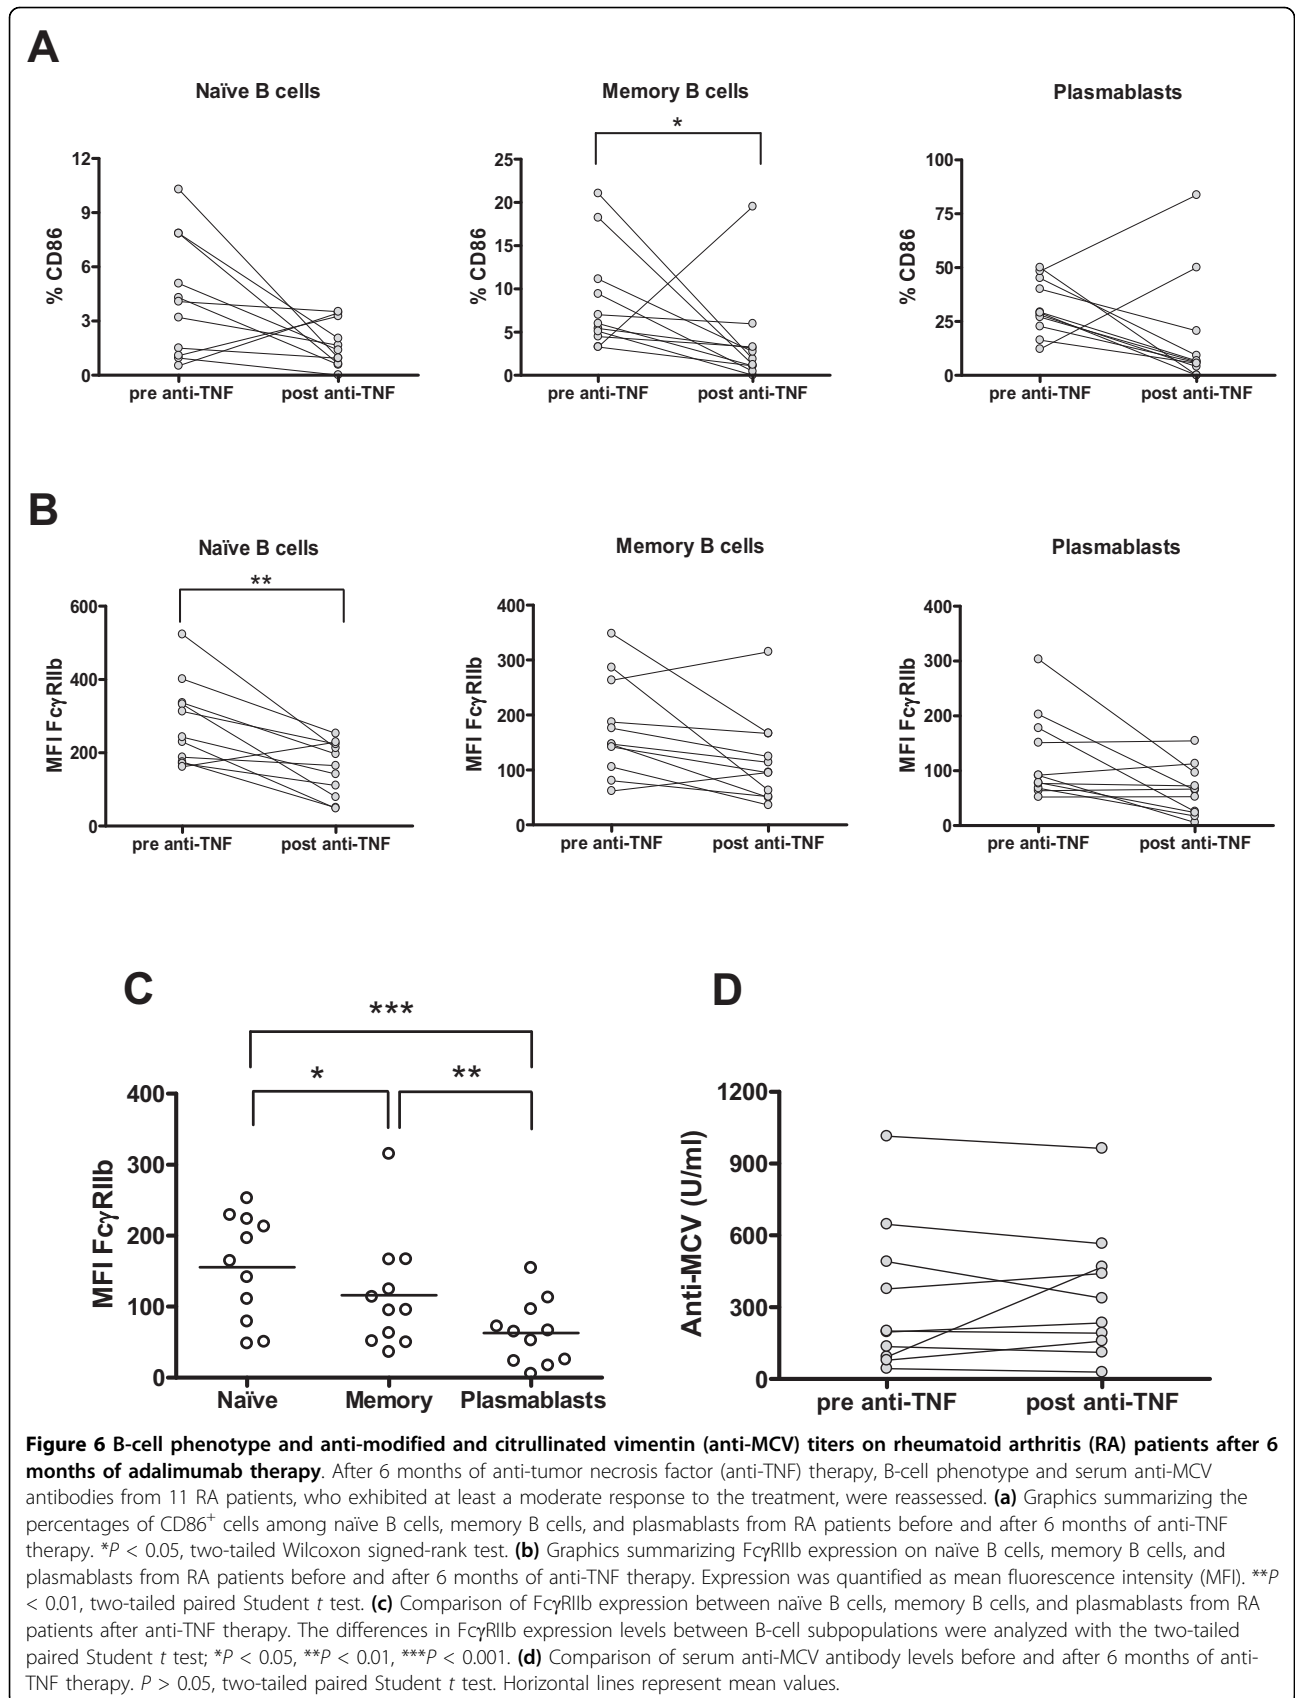 A
Naïve B cells
Memory B cells
Plasmablasts
*
% CD86
12
9
6
3
0
pre anti-TNF
post anti-TNF
% CD86
25
20
15
10
5
0
pre anti-TNF
post anti-TNF
% CD86
100
75
50
25
0
pre anti-TNF
post anti-TNF
B
Naïve B cells
Memory B cells
Plasmablasts
**
MFI FcγRIIb
600
400
200
0
pre anti-TNF
post anti-TNF
MFI FcγRIIb
400
300
200
100
0
pre anti-TNF
post anti-TNF
MFI FcγRIIb
400
300
200
100
0
pre anti-TNF
post anti-TNF
C
***
*
**
MFI FcγRIIb
400
300
200
100
0
Naïve
Memory
Plasmablasts
D
Anti-MCV (U/ml)
1200
900
600
300
0
pre anti-TNF
post anti-TNF
Figure 6 B-cell phenotype and anti-modified and citrullinated vimentin (anti-MCV) titers on rheumatoid arthritis (RA) patients after 6
months of adalimumab therapy. After 6 months of anti-tumor necrosis factor (anti-TNF) therapy, B-cell phenotype and serum anti-MCV
antibodies from 11 RA patients, who exhibited at least a moderate response to the treatment, were reassessed. (a) Graphics summarizing the
percentages of CD86⁺ cells among naïve B cells, memory B cells, and plasmablasts from RA patients before and after 6 months of anti-TNF
therapy. *P < 0.05, two-tailed Wilcoxon signed-rank test. (b) Graphics summarizing FcγRIIb expression on naïve B cells, memory B cells, and
plasmablasts from RA patients before and after 6 months of anti-TNF therapy. Expression was quantified as mean fluorescence intensity (MFI). **P
< 0.01, two-tailed paired Student t test. (c) Comparison of FcγRIIb expression between naïve B cells, memory B cells, and plasmablasts from RA
patients after anti-TNF therapy. The differences in FcγRIIb expression levels between B-cell subpopulations were analyzed with the two-tailed
paired Student t test; *P < 0.05, **P < 0.01, ***P < 0.001. (d) Comparison of serum anti-MCV antibody levels before and after 6 months of anti-
TNF therapy. P > 0.05, two-tailed paired Student t test. Horizontal lines represent mean values.